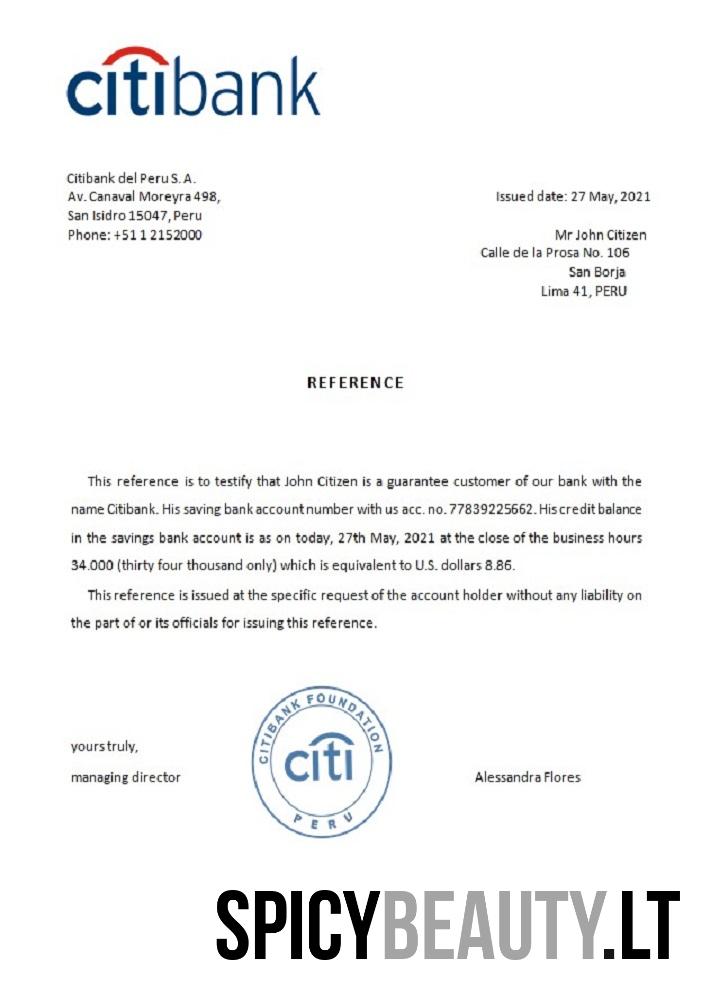 citibank
Citibank del Peru S. A.
Av. Canaval Moreyra 498,
San Isidro 15047, Peru
Phone: +51 1 2152000
Issued date: 27 May, 2021
Mr John Citizen
Calle de la Prosa No. 106
San Borja
Lima 41, PERU
REFERENCE
This reference is to testify that John Citizen is a guarantee customer of our bank with the
name Citibank. His saving bank account number with us acc. no. 77839225662. His credit balance
in the savings bank account is as on today, 27th May, 2021 at the close of the business hours
34.000 (thirty four thousand only) which is equivalent to U.S. dollars 8.86.
This reference is issued at the specific request of the account holder without any liability on
the part of or its officials for issuing this reference.
yours truly,
managing director
CITIBANK FOUNDATION
citi
PERU
Alessandra Flores
SPICYBEAUTY.LT